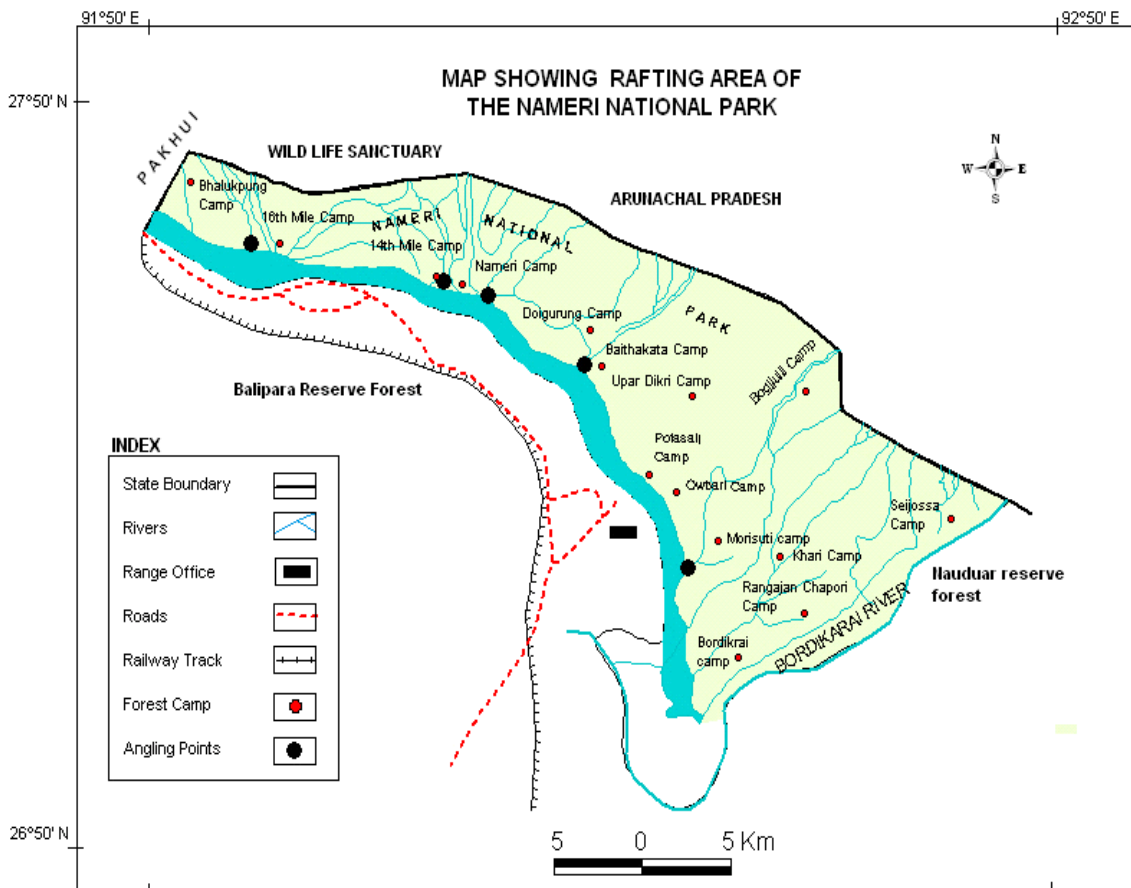 91°50' E
92°50' E
MAP SHOWING RAFTING AREA OF
THE NAMERI NATIONAL PARK
27°50' N
PAKHUI
WILD LIFE SANCTUARY
ARUNACHAL PRADESH
N
W E
S
Bhalukpung
Camp
16th Mile Camp
NAMERI
NATIONAL
PARK
14th Mile Camp
Nameri Camp
Doigurung Camp
Baithakata Camp
Upar Dikri Camp
Balipara Reserve Forest
Potasali
Camp
Owbari Camp
Seijossa
Camp
Morisuti camp
Khari Camp
Rangajan Chapori
Camp
Nauduar reserve
forest
BORDIKARAI RIVER
Bordikrai
camp
INDEX
State Boundary
Rivers
Range Office
Roads
Railway Track
Forest Camp
Angling Points
26°50' N
5 0 5 Km